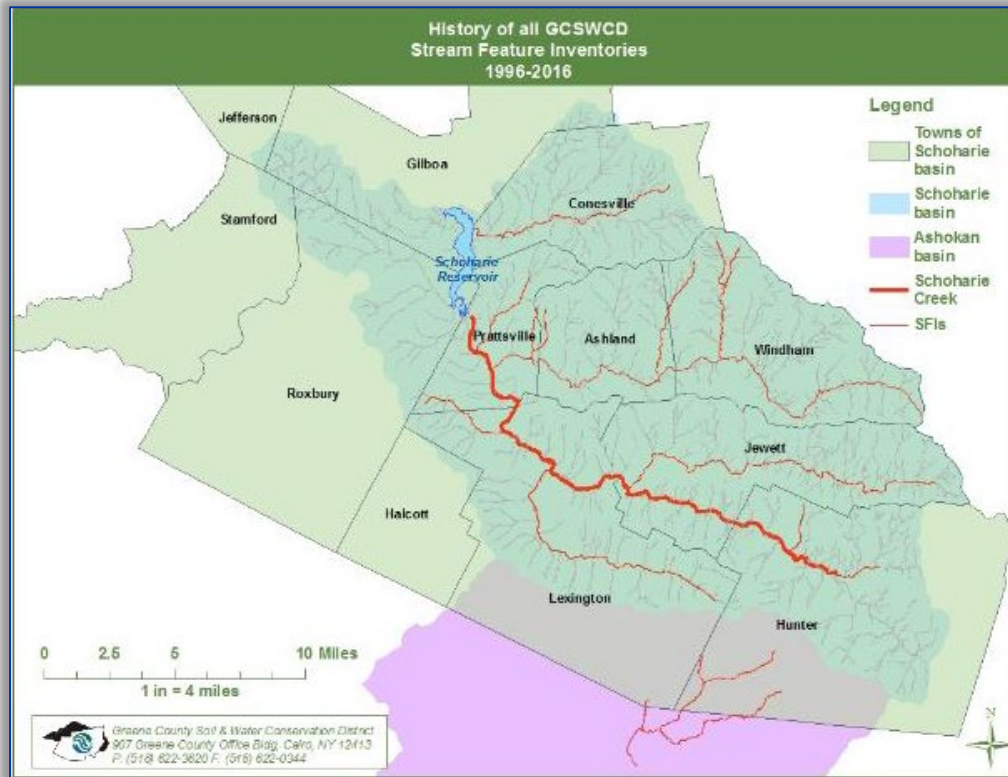 History of all GCSWCD
Stream Feature Inventories
1996-2016
Jefferson
Gilboa
Conesville
Stamford
Schoharie
Reservoir
Prattsville
Ashland
Windham
Roxbury
Jewett
Halcott
Lexington
Hunter
Legend
Towns of
Schoharie
basin
Schoharie
basin
Ashokan
basin
Schoharie
Creek
SFIs
0 2.5 5 10 Miles
1 in = 4 miles
Greene County Soil & Water Conservation District
907 Greene County Office Bldg, Cairo, NY 12413
P. (518) 622-3620 F. (518) 622-0344
N